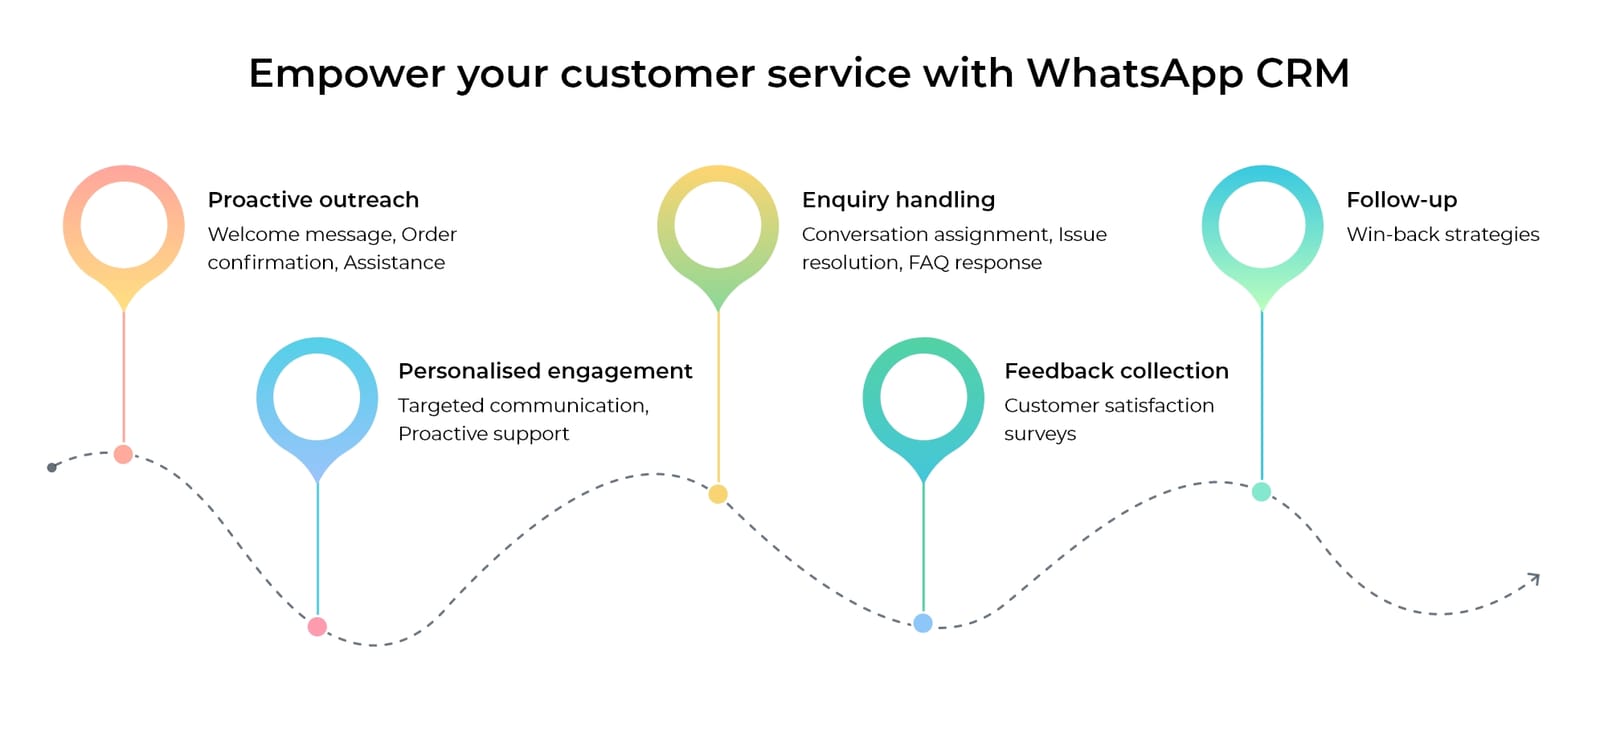 Empower your customer service with WhatsApp CRM
Proactive outreach
Welcome message, Order
confirmation, Assistance
Personalised engagement
Targeted communication,
Proactive support
Enquiry handling
Conversation assignment, Issue
resolution, FAQ response
Feedback collection
Customer satisfaction
surveys
Follow-up
Win-back strategies